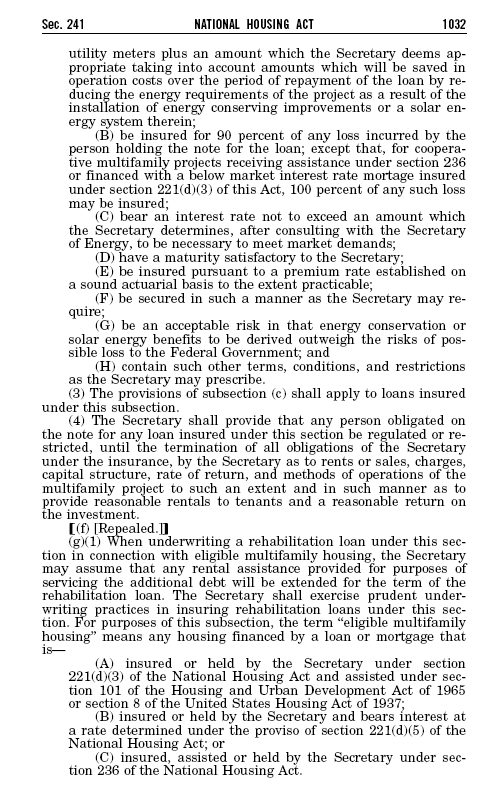 Sec. 241 NATIONAL HOUSING ACT 1032
utility meters plus an amount which the Secretary deems ap-
propriate taking into account amounts which will be saved in
operation costs over the period of repayment of the loan by re-
ducing the energy requirements of the project as a result of the
installation of energy conserving improvements or a solar en-
ergy system therein;
(B) be insured for 90 percent of any loss incurred by the
person holding the note for the loan; except that, for coopera-
tive multifamily projects receiving assistance under section 236
or financed with a below market interest rate mortage insured
under section 221(d)(3) of this Act, 100 percent of any such loss
may be insured;
(C) bear an interest rate not to exceed an amount which
the Secretary determines, after consulting with the Secretary
of Energy, to be necessary to meet market demands;
(D) have a maturity satisfactory to the Secretary;
(E) be insured pursuant to a premium rate established on
a sound actuarial basis to the extent practicable;
(F) be secured in such a manner as the Secretary may re-
quire;
(G) be an acceptable risk in that energy conservation or
solar energy benefits to be derived outweigh the risks of pos-
sible loss to the Federal Government; and
(H) contain such other terms, conditions, and restrictions
as the Secretary may prescribe.
(3) The provisions of subsection (c) shall apply to loans insured
under this subsection.
(4) The Secretary shall provide that any person obligated on
the note for any loan insured under this section be regulated or re-
stricted, until the termination of all obligations of the Secretary
under the insurance, by the Secretary as to rents or sales, charges,
capital structure, rate of return, and methods of operations of the
multifamily project to such an extent and in such manner as to
provide reasonable rentals to tenants and a reasonable return on
the investment.
[(f) [Repealed.]]
(g)(1) When underwriting a rehabilitation loan under this sec-
tion in connection with eligible multifamily housing, the Secretary
may assume that any rental assistance provided for purposes of
servicing the additional debt will be extended for the term of the
rehabilitation loan. The Secretary shall exercise prudent under-
writing practices in insuring rehabilitation loans under this sec-
tion. For purposes of this subsection, the term “eligible multifamily
housing” means any housing financed by a loan or mortgage that
is—
(A) insured or held by the Secretary under section
221(d)(3) of the National Housing Act and assisted under sec-
tion 101 of the Housing and Urban Development Act of 1965
or section 8 of the United States Housing Act of 1937;
(B) insured or held by the Secretary and bears interest at
a rate determined under the proviso of section 221(d)(5) of the
National Housing Act; or
(C) insured, assisted or held by the Secretary under sec-
tion 236 of the National Housing Act.